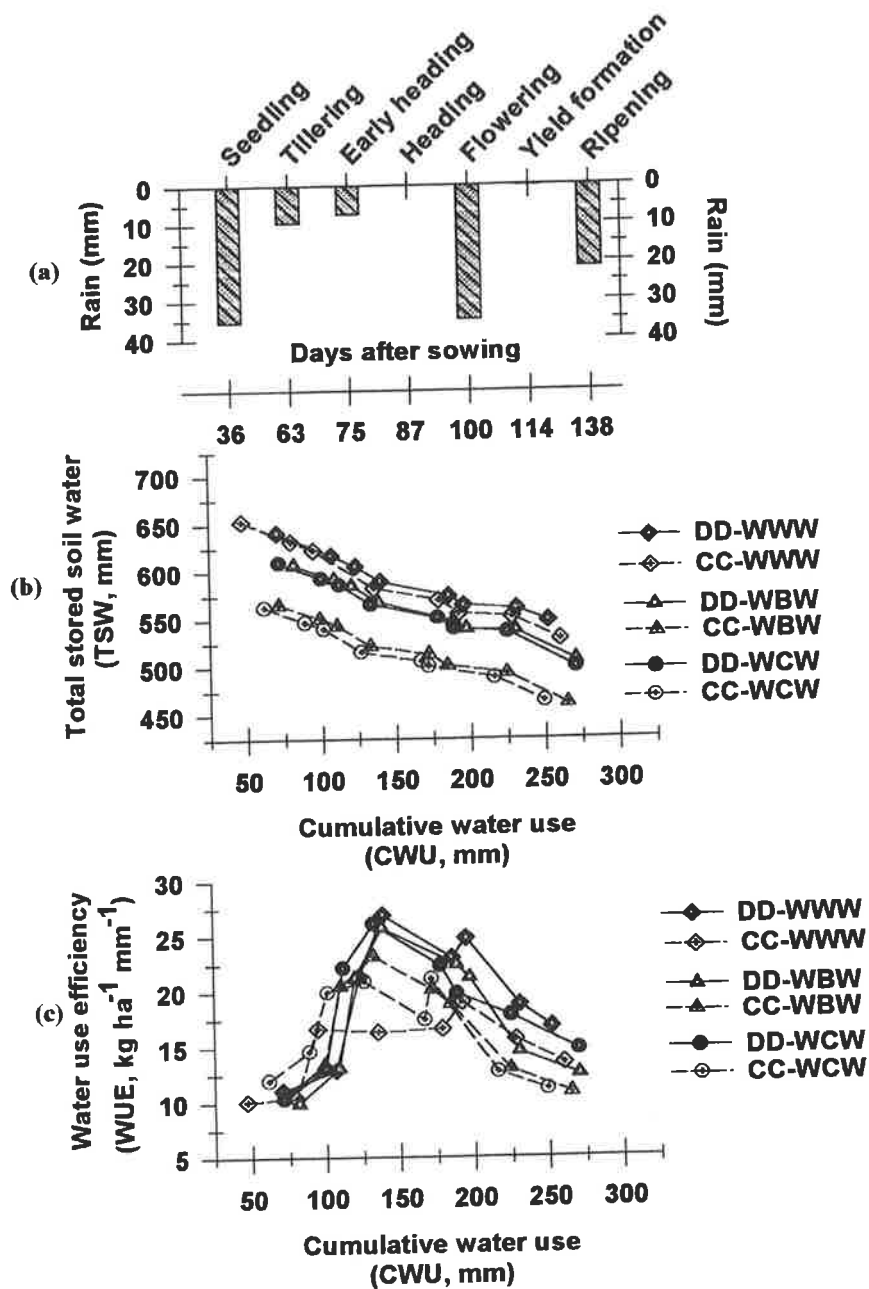 Seedling
Tillering
Early heading
Heading
Flowering
Yield formation
Ripening
(a)
Rain (mm)
0
10
20
30
40
0
10
20
30
40
Rain (mm)
Days after sowing
36 63 75 87 100 114 138
(b)
Total stored soil water
(TSW, mm)
700
650
600
550
500
450
DD-WWW
CC-WWW
DD-WBW
CC-WBW
DD-WCW
CC-WCW
50 100 150 200 250 300
Cumulative water use
(CWU, mm)
(c)
Water use efficiency
(WUE, kg ha⁻¹ mm⁻¹)
30
25
20
15
10
5
DD-WWW
CC-WWW
DD-WBW
CC-WBW
DD-WCW
CC-WCW
50 100 150 200 250 300
Cumulative water use
(CWU, mm)